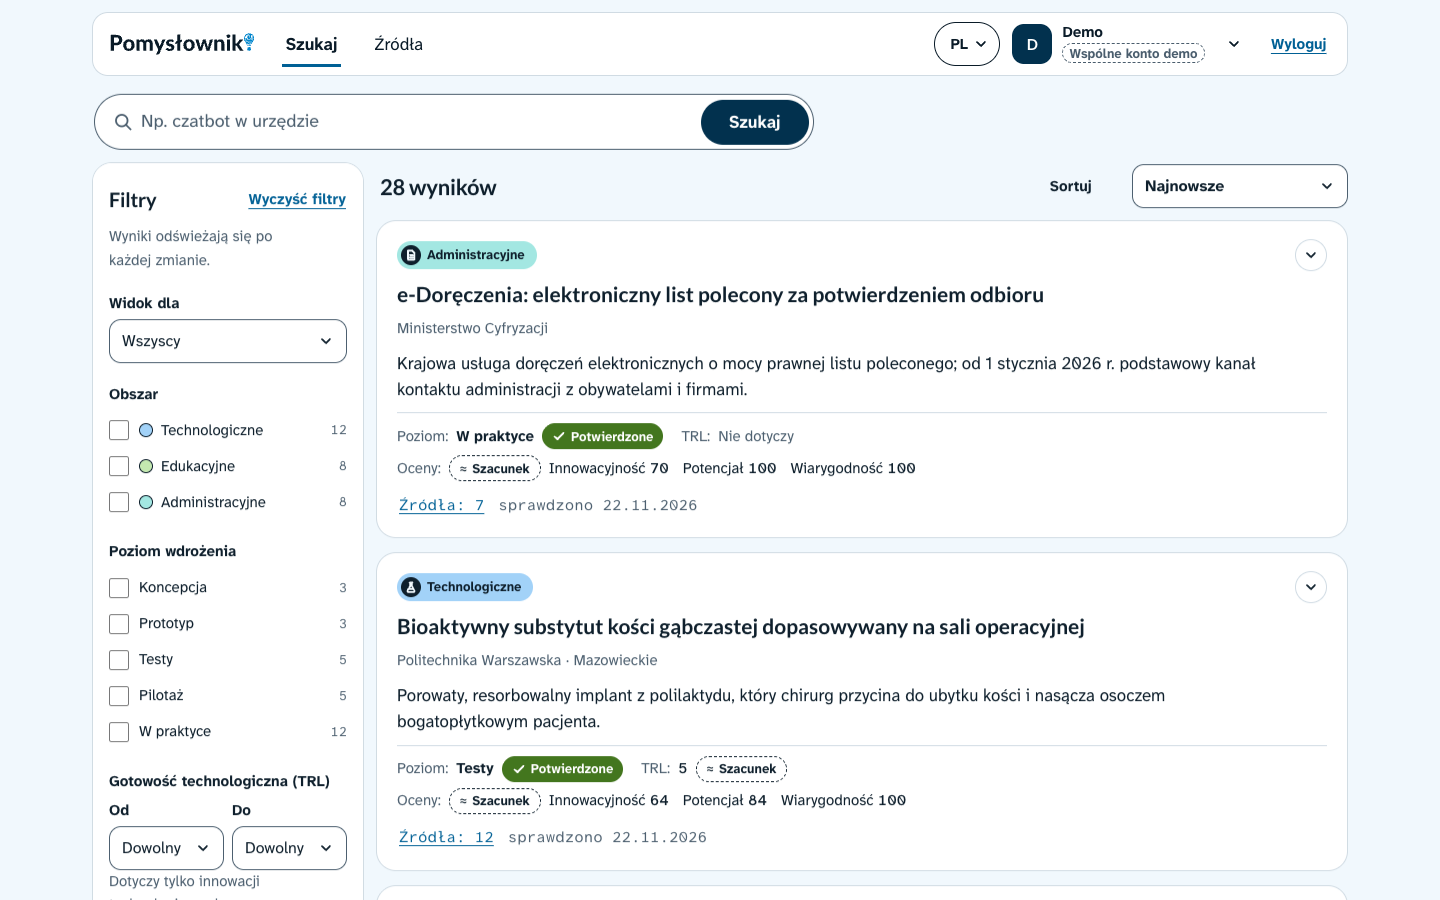 Pomysłownik
Szukaj
Źródła
PL
D
Demo
Wspólne konto demo
Wyloguj
Np. czatbot w urzędzie
Szukaj
Filtry
Wyczyść filtry
Wyniki odświeżają się po
każdej zmianie.
Widok dla
Wszyscy
Obszar
Technologiczne 12
Edukacyjne 8
Administracyjne 8
Poziom wdrożenia
Koncepcja 3
Prototyp 3
Testy 5
Pilotaż 5
W praktyce 12
Gotowość technologiczna (TRL)
Od Do
Dowolny Dowolny
Dotyczy tylko innowacji
28 wyników
Sortuj
Najnowsze
Administracyjne
e-Doręczenia: elektroniczny list polecony za potwierdzeniem odbioru
Ministerstwo Cyfryzacji
Krajowa usługa doręczeń elektronicznych o mocy prawnej listu poleconego; od 1 stycznia 2026 r. podstawowy kanał
kontaktu administracji z obywatelami i firmami.
Poziom: W praktyce Potwierdzone TRL: Nie dotyczy
Oceny: ≈ Szacunek Innowacyjność 70 Potencjał 100 Wiarygodność 100
Źródła: 7 sprawdzono 22.11.2026
Technologiczne
Bioaktywny substytut kości gąbczastej dopasowywany na sali operacyjnej
Politechnika Warszawska · Mazowieckie
Porowaty, resorbowalny implant z polilaktydu, który chirurg przycina do ubytku kości i nasącza osoczem
bogatopłytkowym pacjenta.
Poziom: Testy Potwierdzone TRL: 5 ≈ Szacunek
Oceny: ≈ Szacunek Innowacyjność 64 Potencjał 84 Wiarygodność 100
Źródła: 12 sprawdzono 22.11.2026